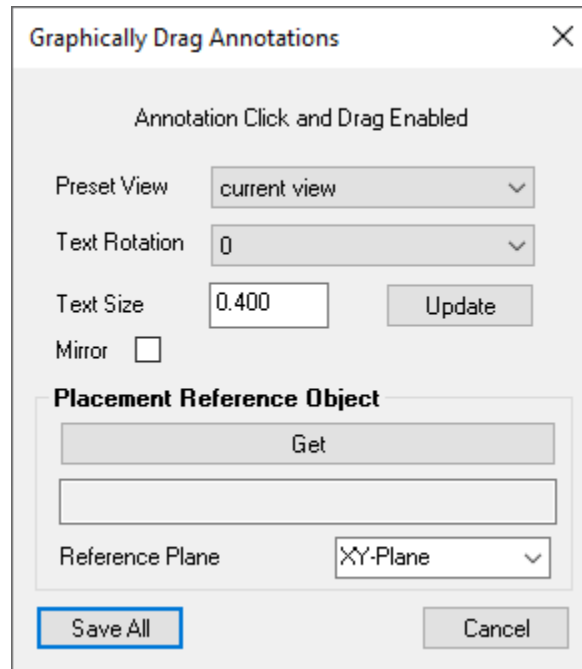 Graphically Drag Annotations
Annotation Click and Drag Enabled
Preset View current view
Text Rotation 0
Text Size 0.400 Update
Mirror
Placement Reference Object
Get
Reference Plane XY-Plane
Save All Cancel